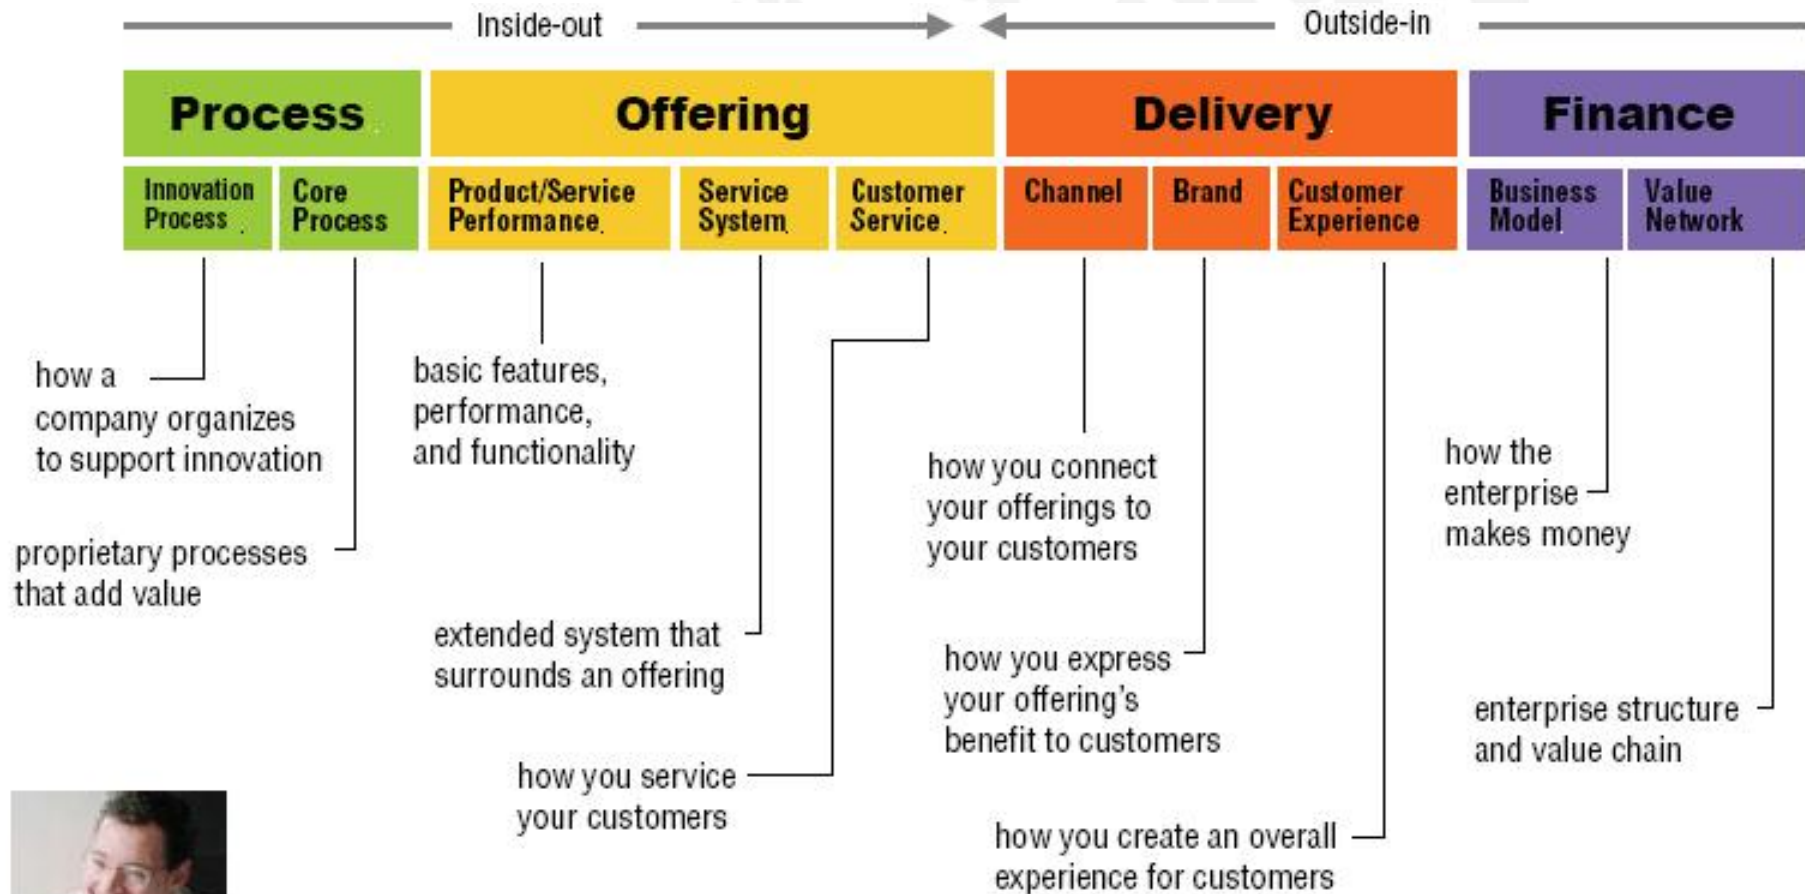 Inside-out
Outside-in
Process
Offering
Delivery
Finance
Innovation
Process
Core
Process
Product/Service
Performance
Service
System
Customer
Service
Channel
Brand
Customer
Experience
Business
Model
Value
Network
how a
company organizes
to support innovation
proprietary processes
that add value
basic features,
performance,
and functionality
extended system that
surrounds an offering
how you service
your customers
how you connect
your offerings to
your customers
how you express
your offering's
benefit to customers
how you create an overall
experience for customers
how the
enterprise
makes money
enterprise structure
and value chain